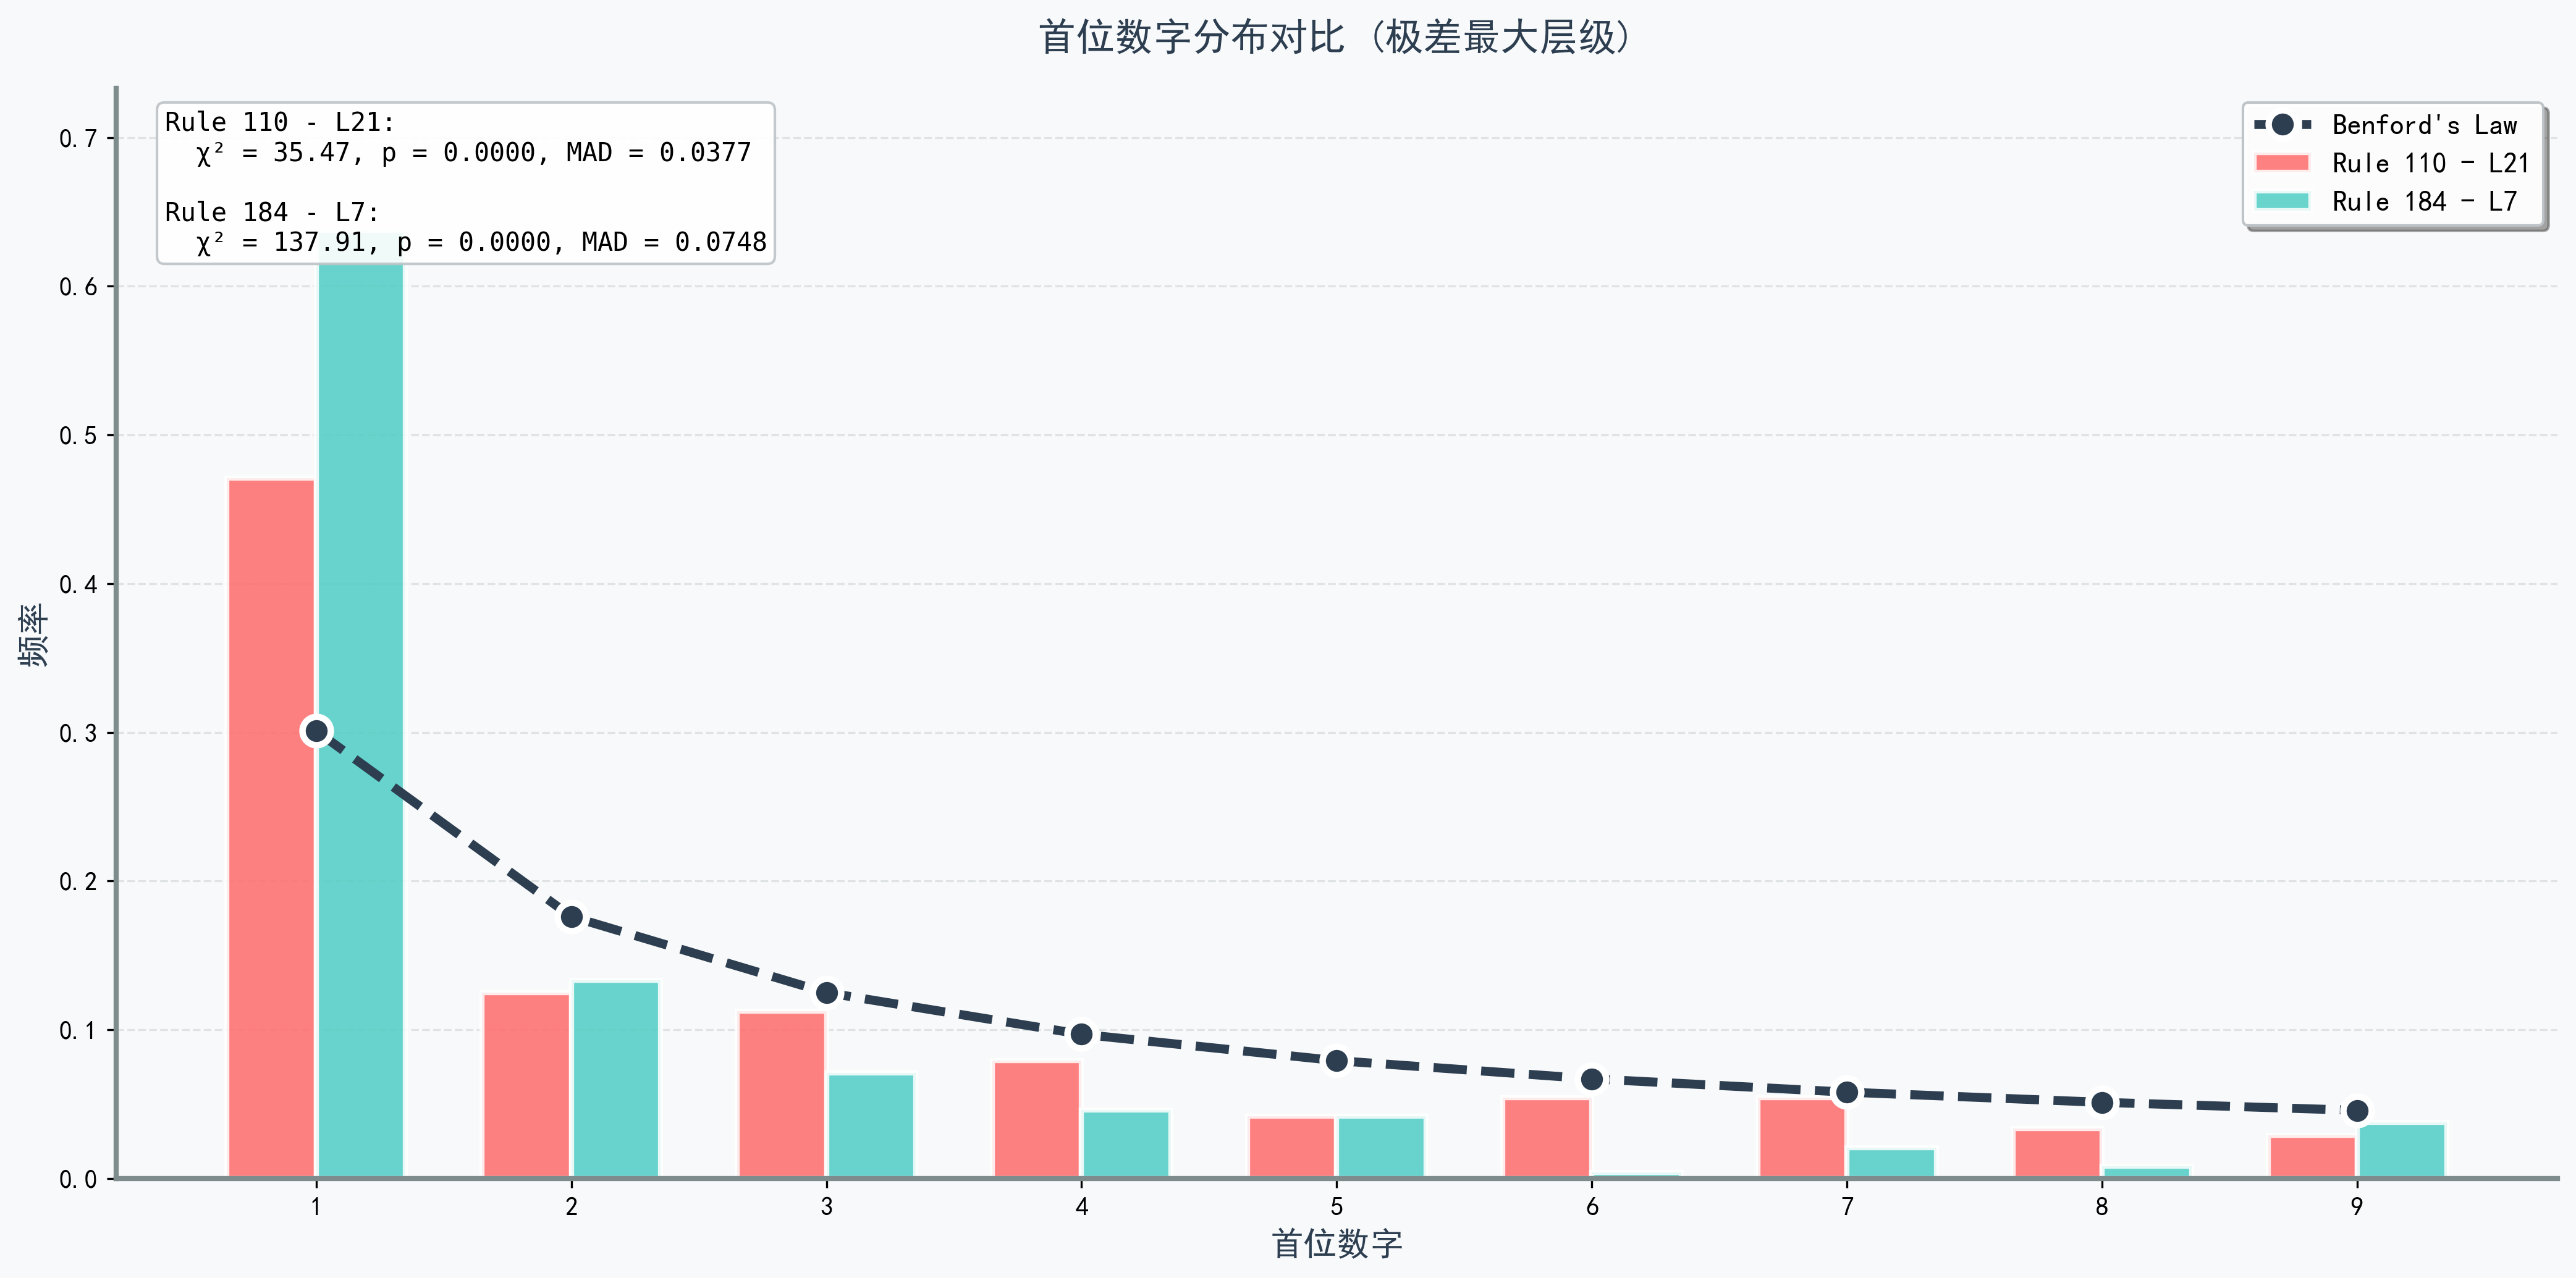 首位数字分布对比 (极差最大层级)
Rule 110 - L21:
χ² = 35.47, p = 0.0000, MAD = 0.0377
Rule 184 - L7:
χ² = 137.91, p = 0.0000, MAD = 0.0748
Benford's Law
Rule 110 - L21
Rule 184 - L7
频率
0.7
0.6
0.5
0.4
0.3
0.2
0.1
0.0
1 2 3 4 5 6 7 8 9
首位数字